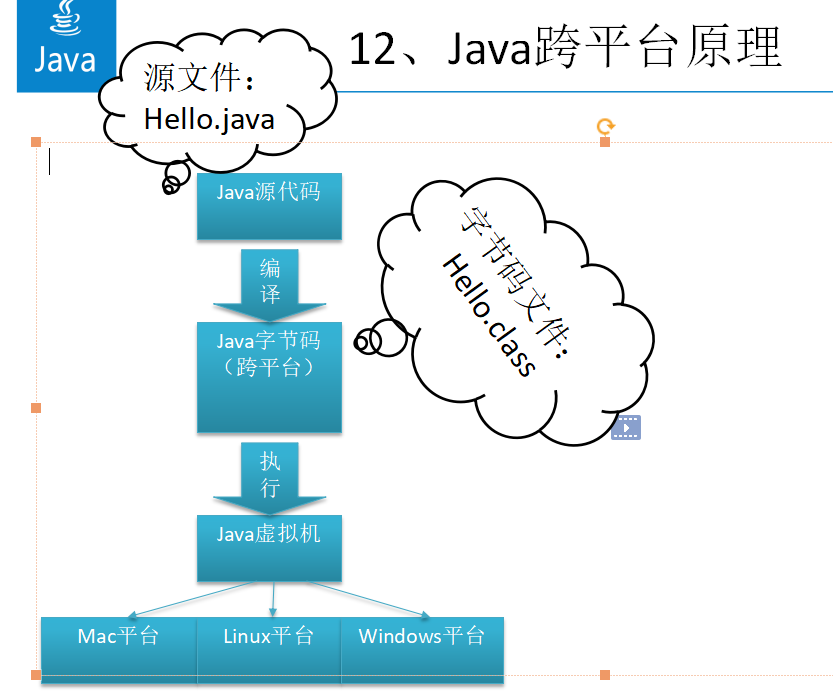 Java
12、Java跨平台原理
源文件：
Hello.java
Java源代码
编
译
字节码文件：
Hello.class
Java字节码
（跨平台）
执
行
Java虚拟机
Mac平台
Linux平台
Windows平台